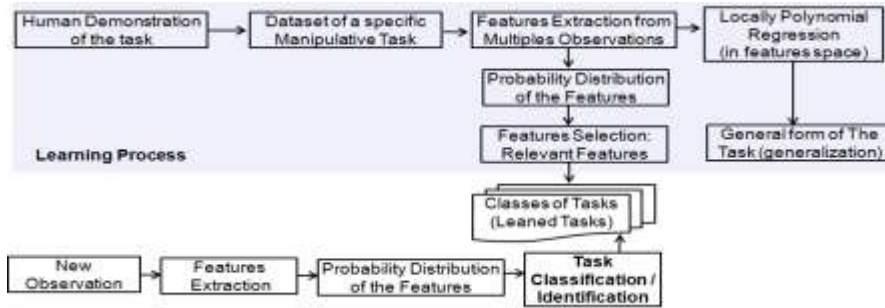 Human Demonstration
of the task
Dataset of a specific
Manipulative Task
Features Extraction from
Multiples Observations
Locally Polynomial
Regression
(in features space)
Probability Distribution
of the Features
Features Selection:
Relevant Features
General form of The
Task (generalization)
Learning Process
Classes of Tasks
(Leaned Tasks)
New
Observation
Features
Extraction
Probability Distribution
of the Features
Task
Classification /
Identification